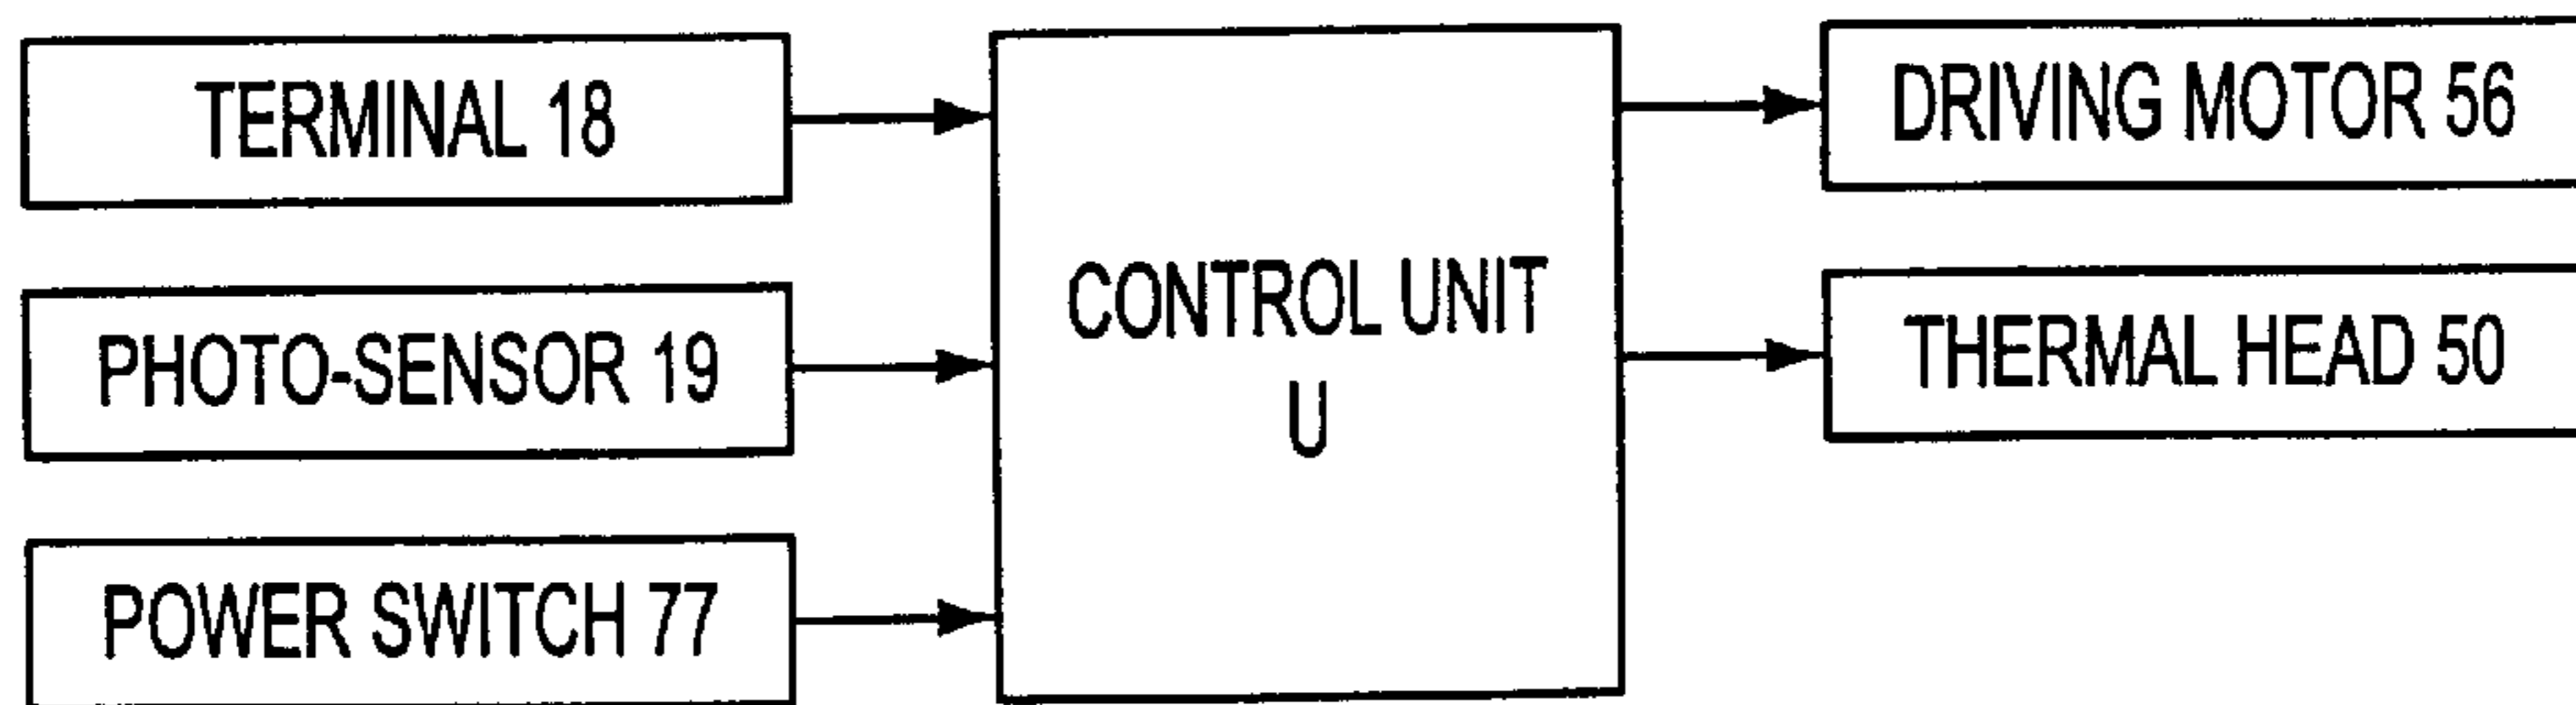 TERMINAL 18
PHOTO-SENSOR 19
POWER SWITCH 77
CONTROL UNIT
U
DRIVING MOTOR 56
THERMAL HEAD 50